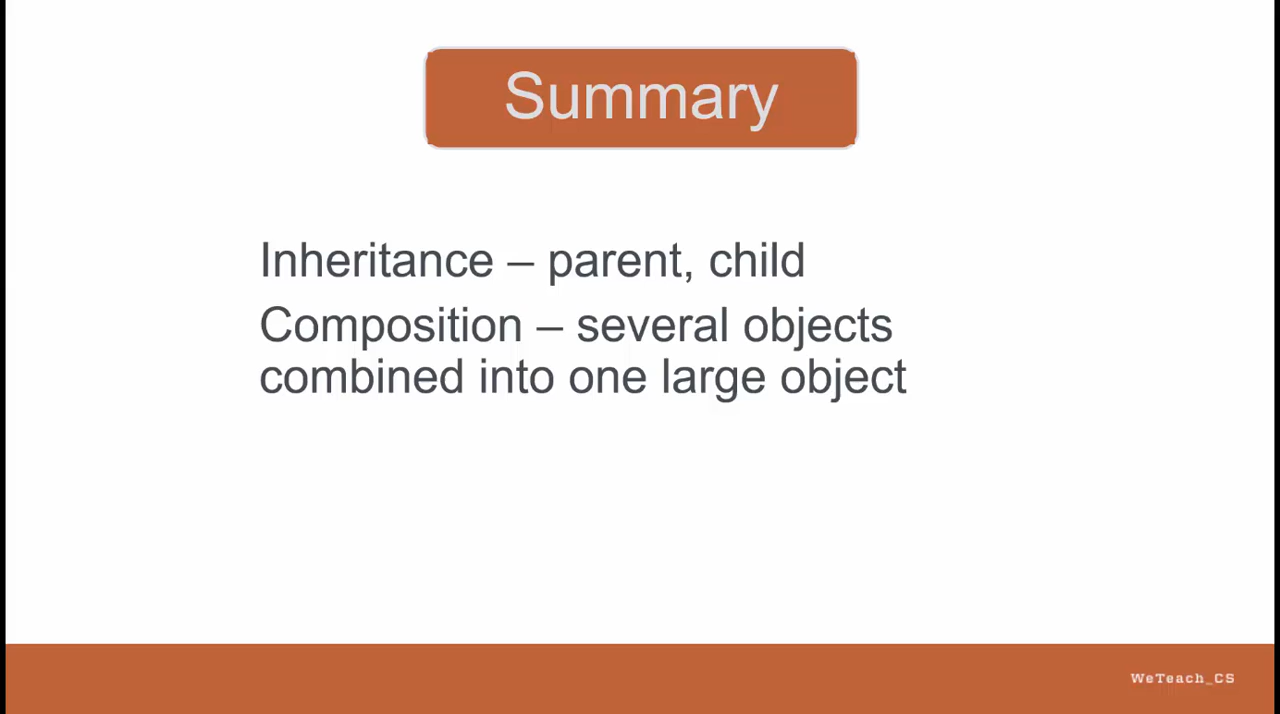 Summary
Inheritance – parent, child
Composition – several objects
combined into one large object
WeTeach_CS